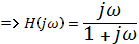 => H(jω) = jω / (1 + jω)